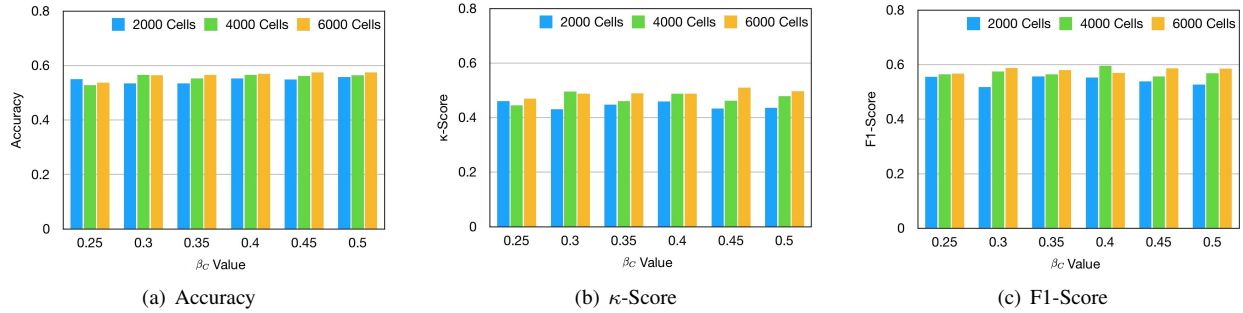 2000 Cells 4000 Cells 6000 Cells
0.8
0.6
0.4
0.2
0
Accuracy
0.25 0.3 0.35 0.4 0.45 0.5
β_C Value
(a) Accuracy
2000 Cells 4000 Cells 6000 Cells
0.8
0.6
0.4
0.2
0
κ-Score
0.25 0.3 0.35 0.4 0.45 0.5
β_C Value
(b) κ-Score
2000 Cells 4000 Cells 6000 Cells
0.8
0.6
0.4
0.2
0
F1-Score
0.25 0.3 0.35 0.4 0.45 0.5
β_C Value
(c) F1-Score